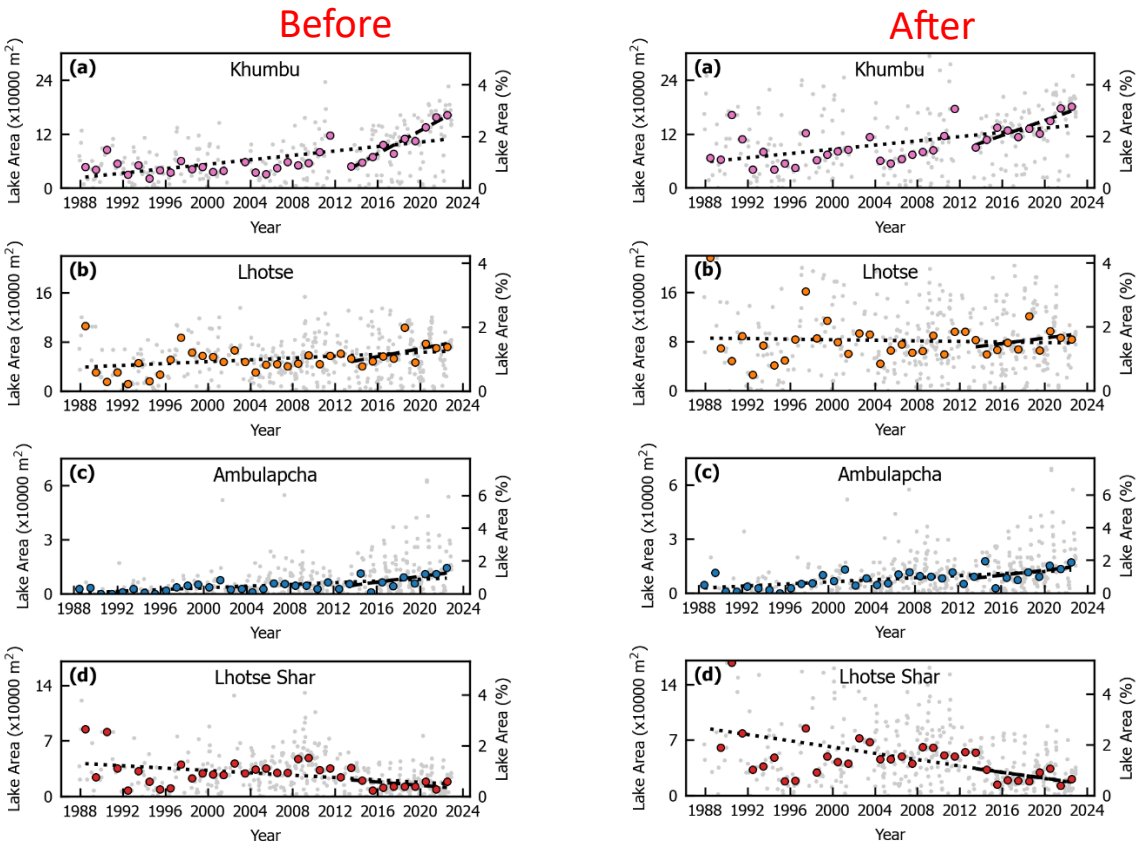 Before
After
(a) Khumbu
Lake Area (x10000 m²)
24
12
0
4
2
0
Lake Area (%)
1988 1992 1996 2000 2004 2008 2012 2016 2020 2024
Year
(a) Khumbu
Lake Area (x10000 m²)
24
12
0
4
2
0
Lake Area (%)
1988 1992 1996 2000 2004 2008 2012 2016 2020 2024
Year
(b) Lhotse
Lake Area (x10000 m²)
16
8
0
4
2
0
Lake Area (%)
1988 1992 1996 2000 2004 2008 2012 2016 2020 2024
Year
(b) Lhotse
Lake Area (x10000 m²)
16
8
0
4
2
0
Lake Area (%)
1988 1992 1996 2000 2004 2008 2012 2016 2020 2024
Year
(c) Ambulapcha
Lake Area (x10000 m²)
6
3
0
6
4
2
0
Lake Area (%)
1988 1992 1996 2000 2004 2008 2012 2016 2020 2024
Year
(c) Ambulapcha
Lake Area (x10000 m²)
6
3
0
6
4
2
0
Lake Area (%)
1988 1992 1996 2000 2004 2008 2012 2016 2020 2024
Year
(d) Lhotse Shar
Lake Area (x10000 m²)
14
7
0
4
2
0
Lake Area (%)
1988 1992 1996 2000 2004 2008 2012 2016 2020 2024
Year
(d) Lhotse Shar
Lake Area (x10000 m²)
14
7
0
4
2
0
Lake Area (%)
1988 1992 1996 2000 2004 2008 2012 2016 2020 2024
Year